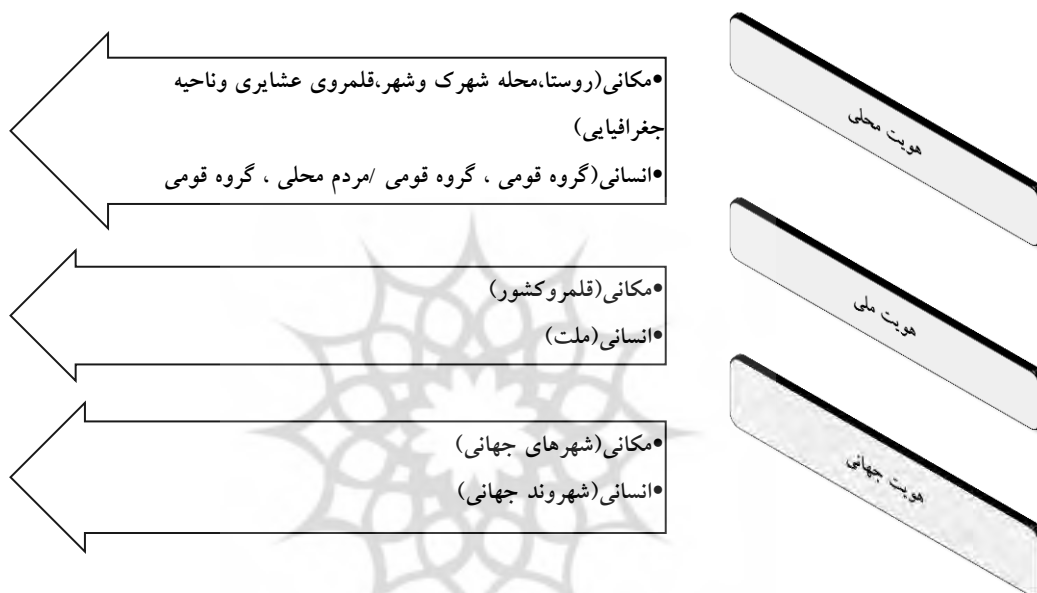 هویت محلی
•مکانی(روستا،محله شهرک وشهر،قلمروی عشایری وناحیه
جغرافیایی)
•انسانی(گروه قومی ، گروه قومی /مردم محلی ، گروه قومی
هویت ملی
•مکانی(قلمروکشور)
•انسانی(ملت)
هویت جهانی
•مکانی(شهرهای جهانی)
•انسانی(شهروند جهانی)